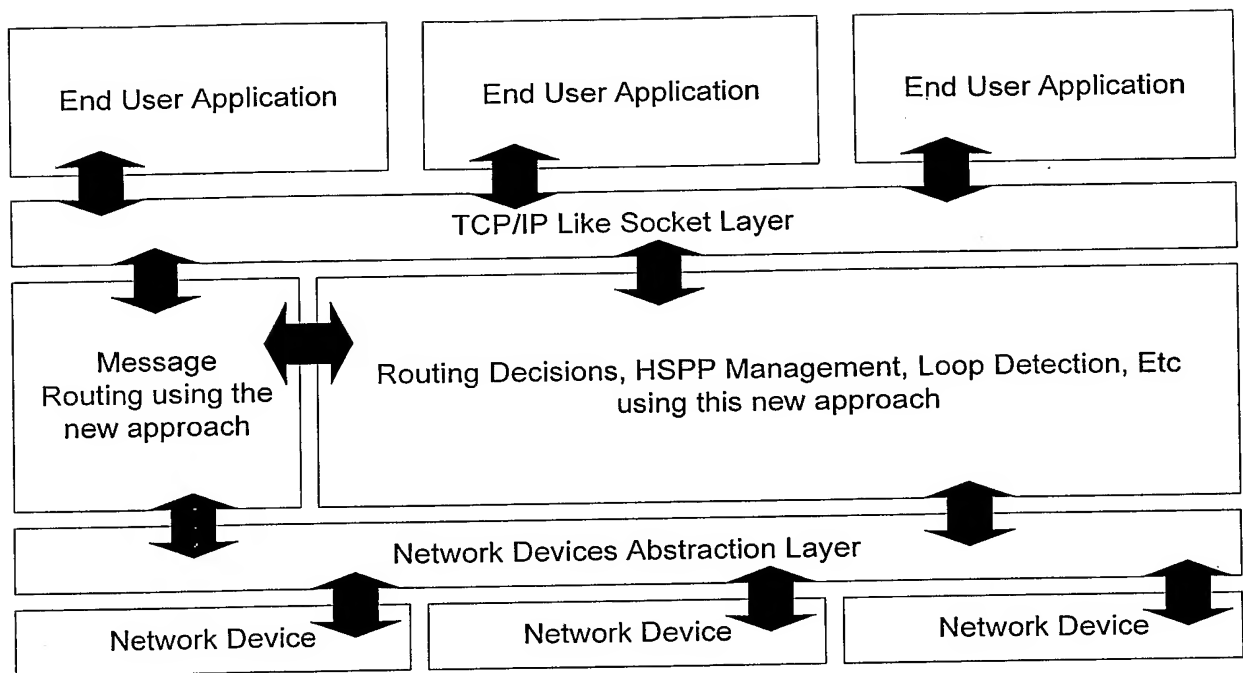 End User Application
End User Application
End User Application
TCP/IP Like Socket Layer
Message
Routing using the
new approach
Routing Decisions, HSPP Management, Loop Detection, Etc
using this new approach
Network Devices Abstraction Layer
Network Device
Network Device
Network Device